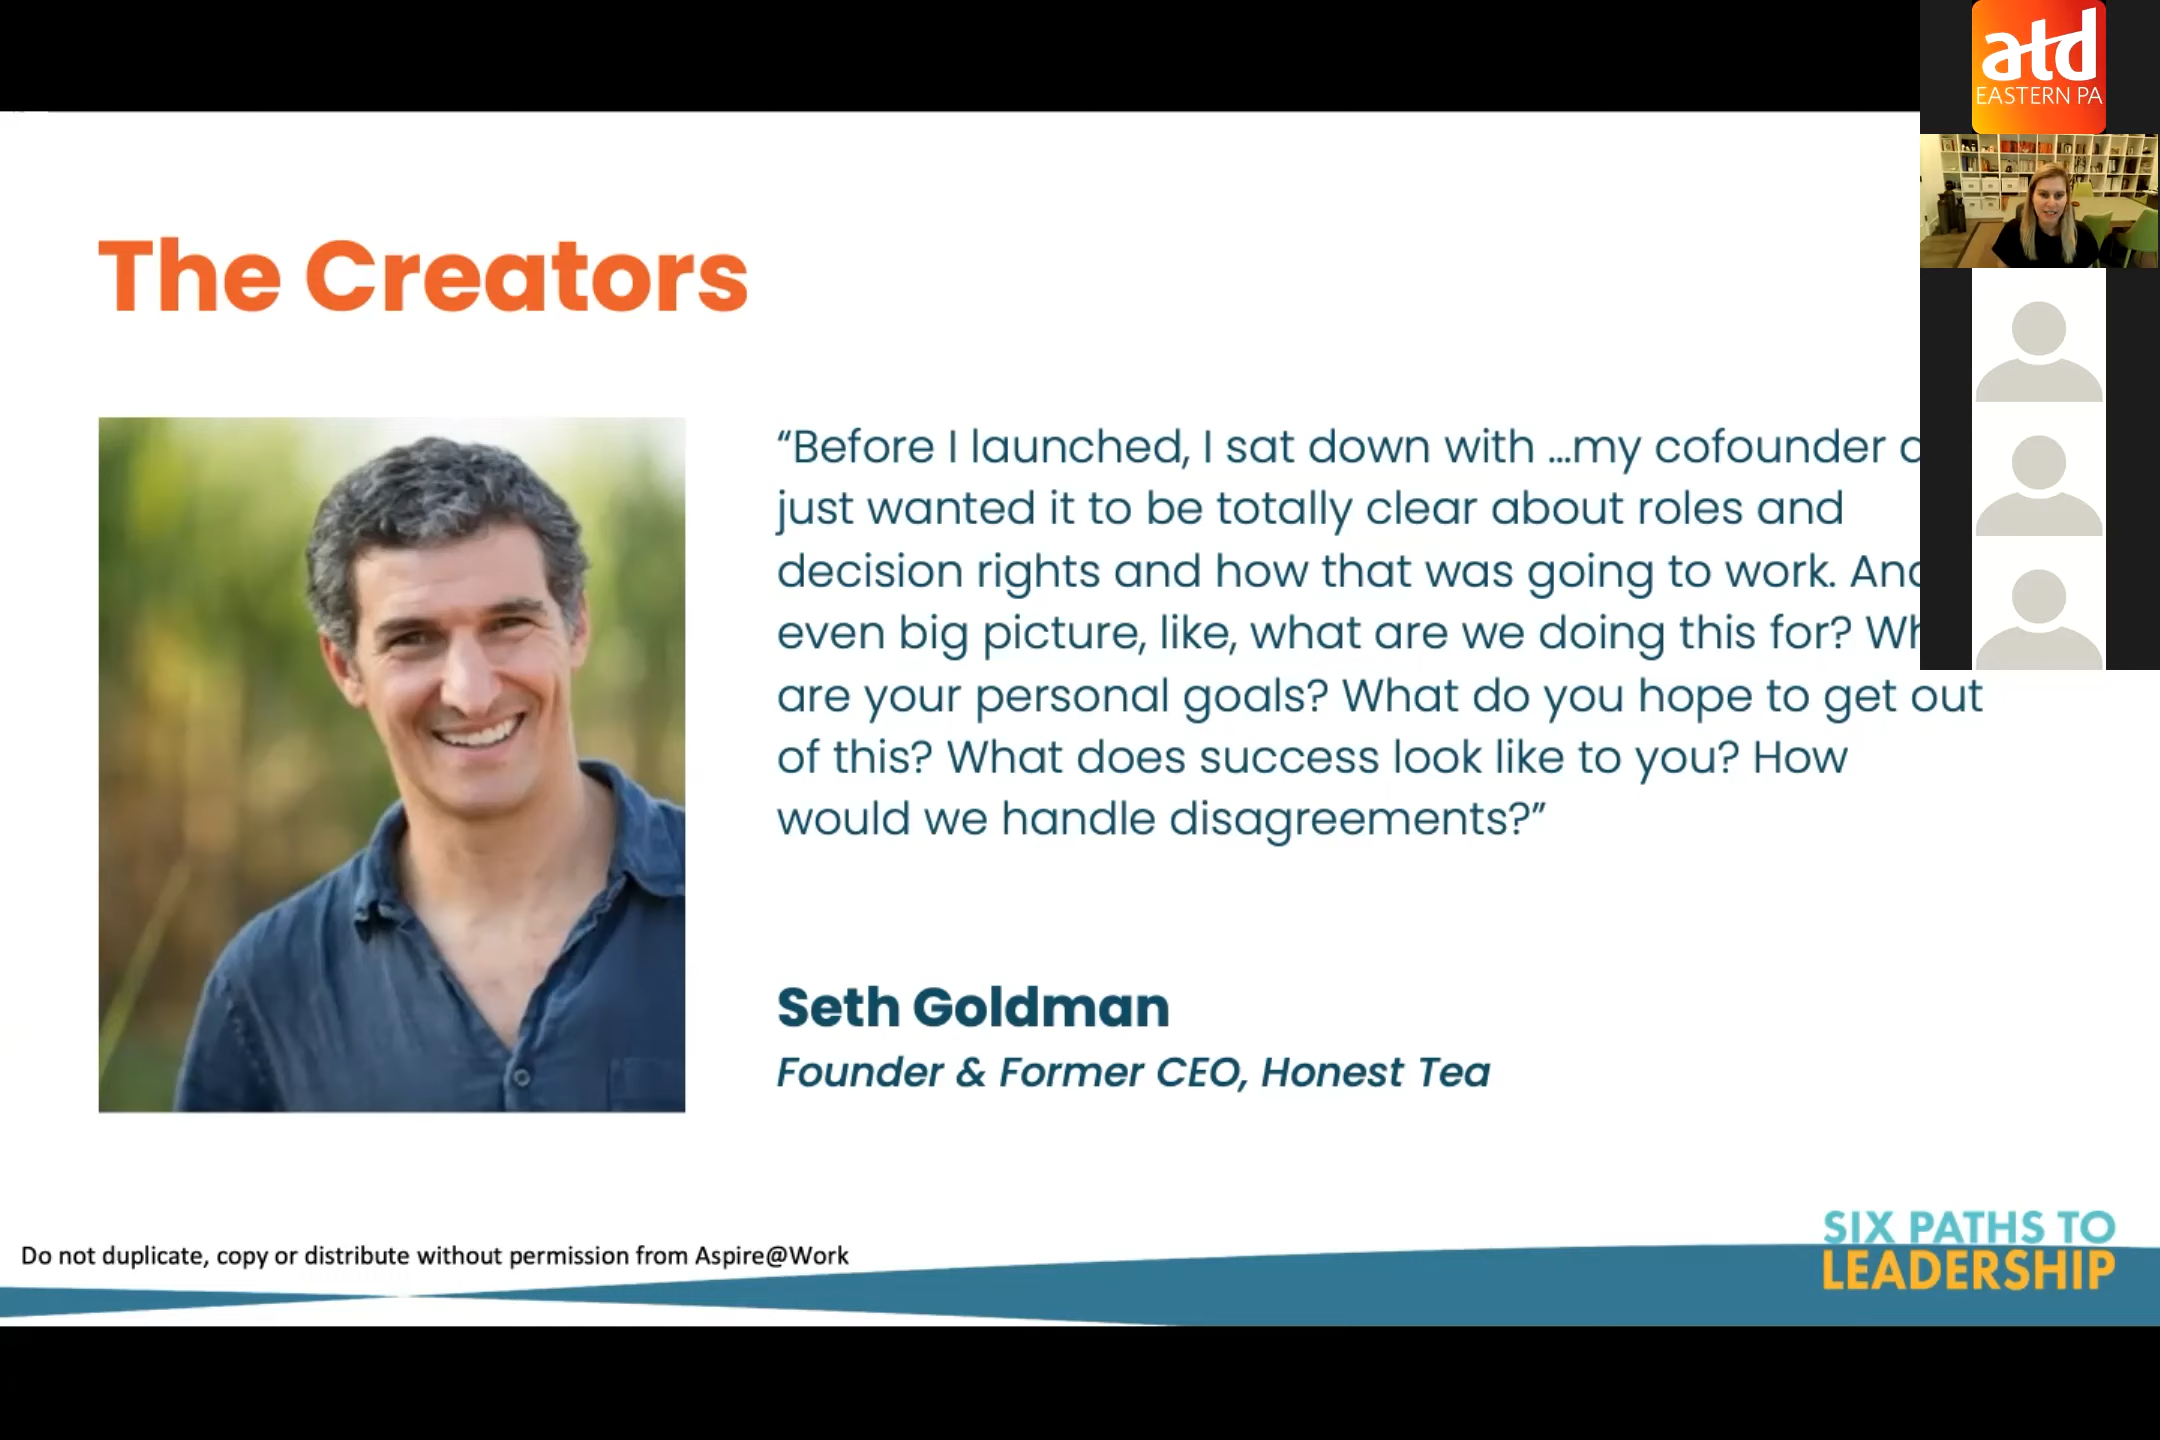 atd
EASTERN PA
The Creators
“Before I launched, I sat down with ...my cofounder
just wanted it to be totally clear about roles and
decision rights and how that was going to work.
even big picture, like, what are we doing this for?
are your personal goals? What do you hope to get out
of this? What does success look like to you? How
would we handle disagreements?”
Seth Goldman
Founder & Former CEO, Honest Tea
Do not duplicate, copy or distribute without permission from Aspire@Work
SIX PATHS TO
LEADERSHIP